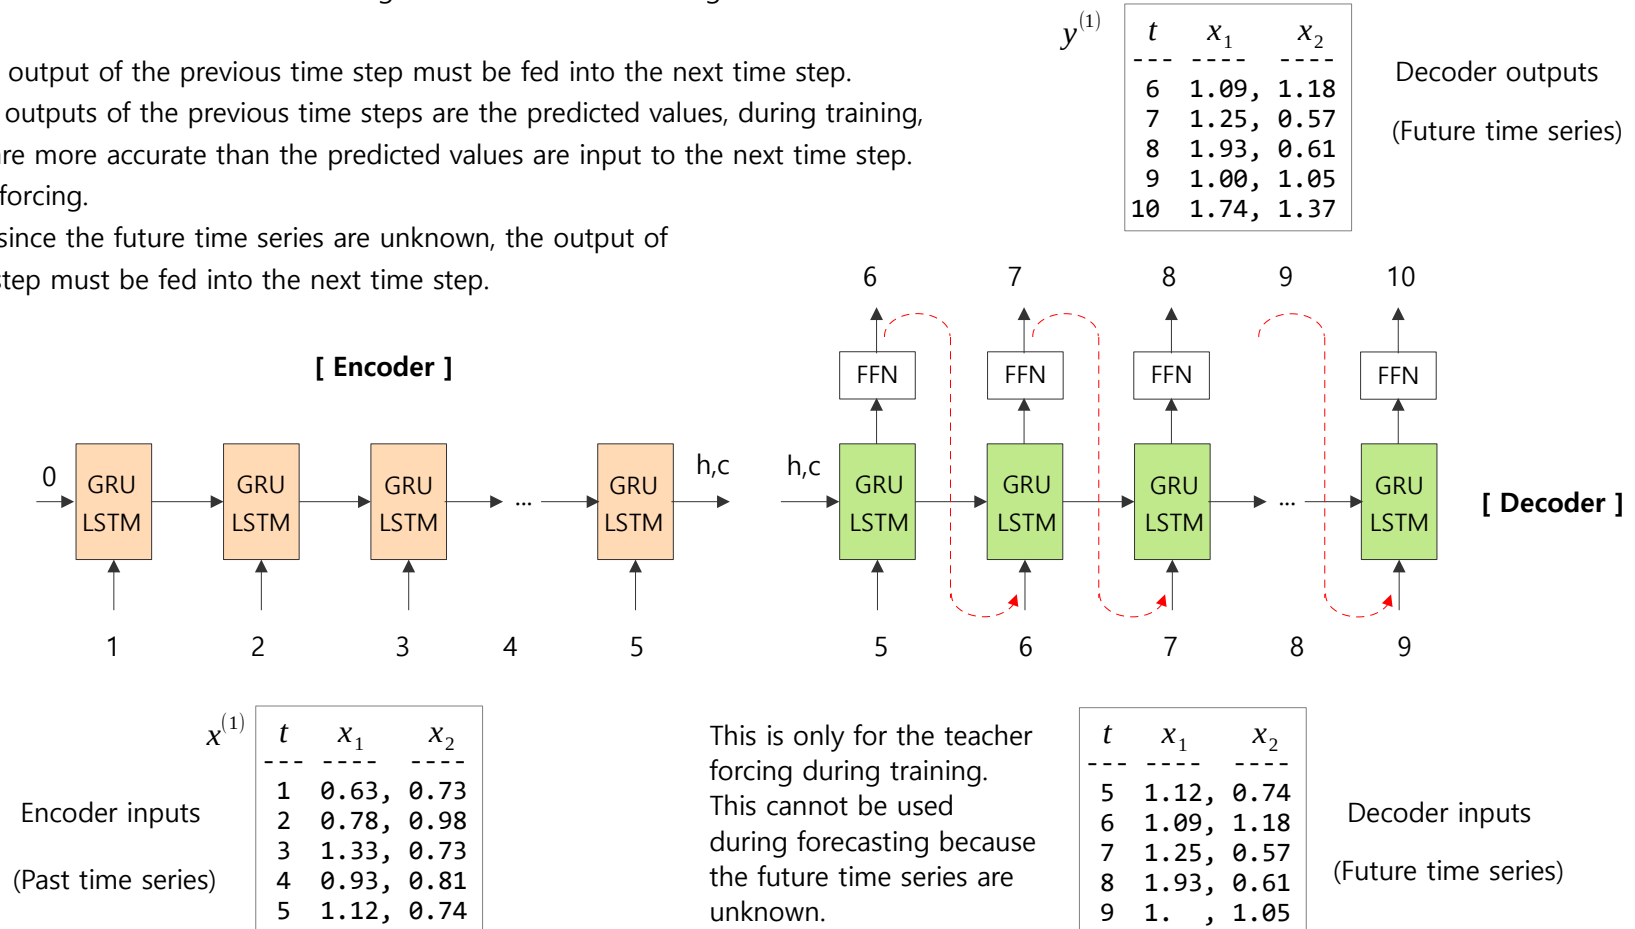 output of the previous time step must be fed into the next time step.
outputs of the previous time steps are the predicted values, during training,
are more accurate than the predicted values are input to the next time step.
forcing.
since the future time series are unknown, the output of
step must be fed into the next time step.
y(1)
t x1 x2
--- ---- ----
6 1.09, 1.18
7 1.25, 0.57
8 1.93, 0.61
9 1.00, 1.05
10 1.74, 1.37
Decoder outputs
(Future time series)
6 7 8 9 10
[ Encoder ]
FFN FFN FFN FFN
0
GRU LSTM
GRU LSTM
GRU LSTM
...
GRU LSTM
h,c
h,c
GRU LSTM
GRU LSTM
GRU LSTM
...
GRU LSTM
[ Decoder ]
1 2 3 4 5
5 6 7 8 9
x(1)
t x1 x2
--- ---- ----
1 0.63, 0.73
2 0.78, 0.98
3 1.33, 0.73
4 0.93, 0.81
5 1.12, 0.74
Encoder inputs
(Past time series)
This is only for the teacher
forcing during training.
This cannot be used
during forecasting because
the future time series are
unknown.
t x1 x2
--- ---- ----
5 1.12, 0.74
6 1.09, 1.18
7 1.25, 0.57
8 1.93, 0.61
9 1. , 1.05
Decoder inputs
(Future time series)